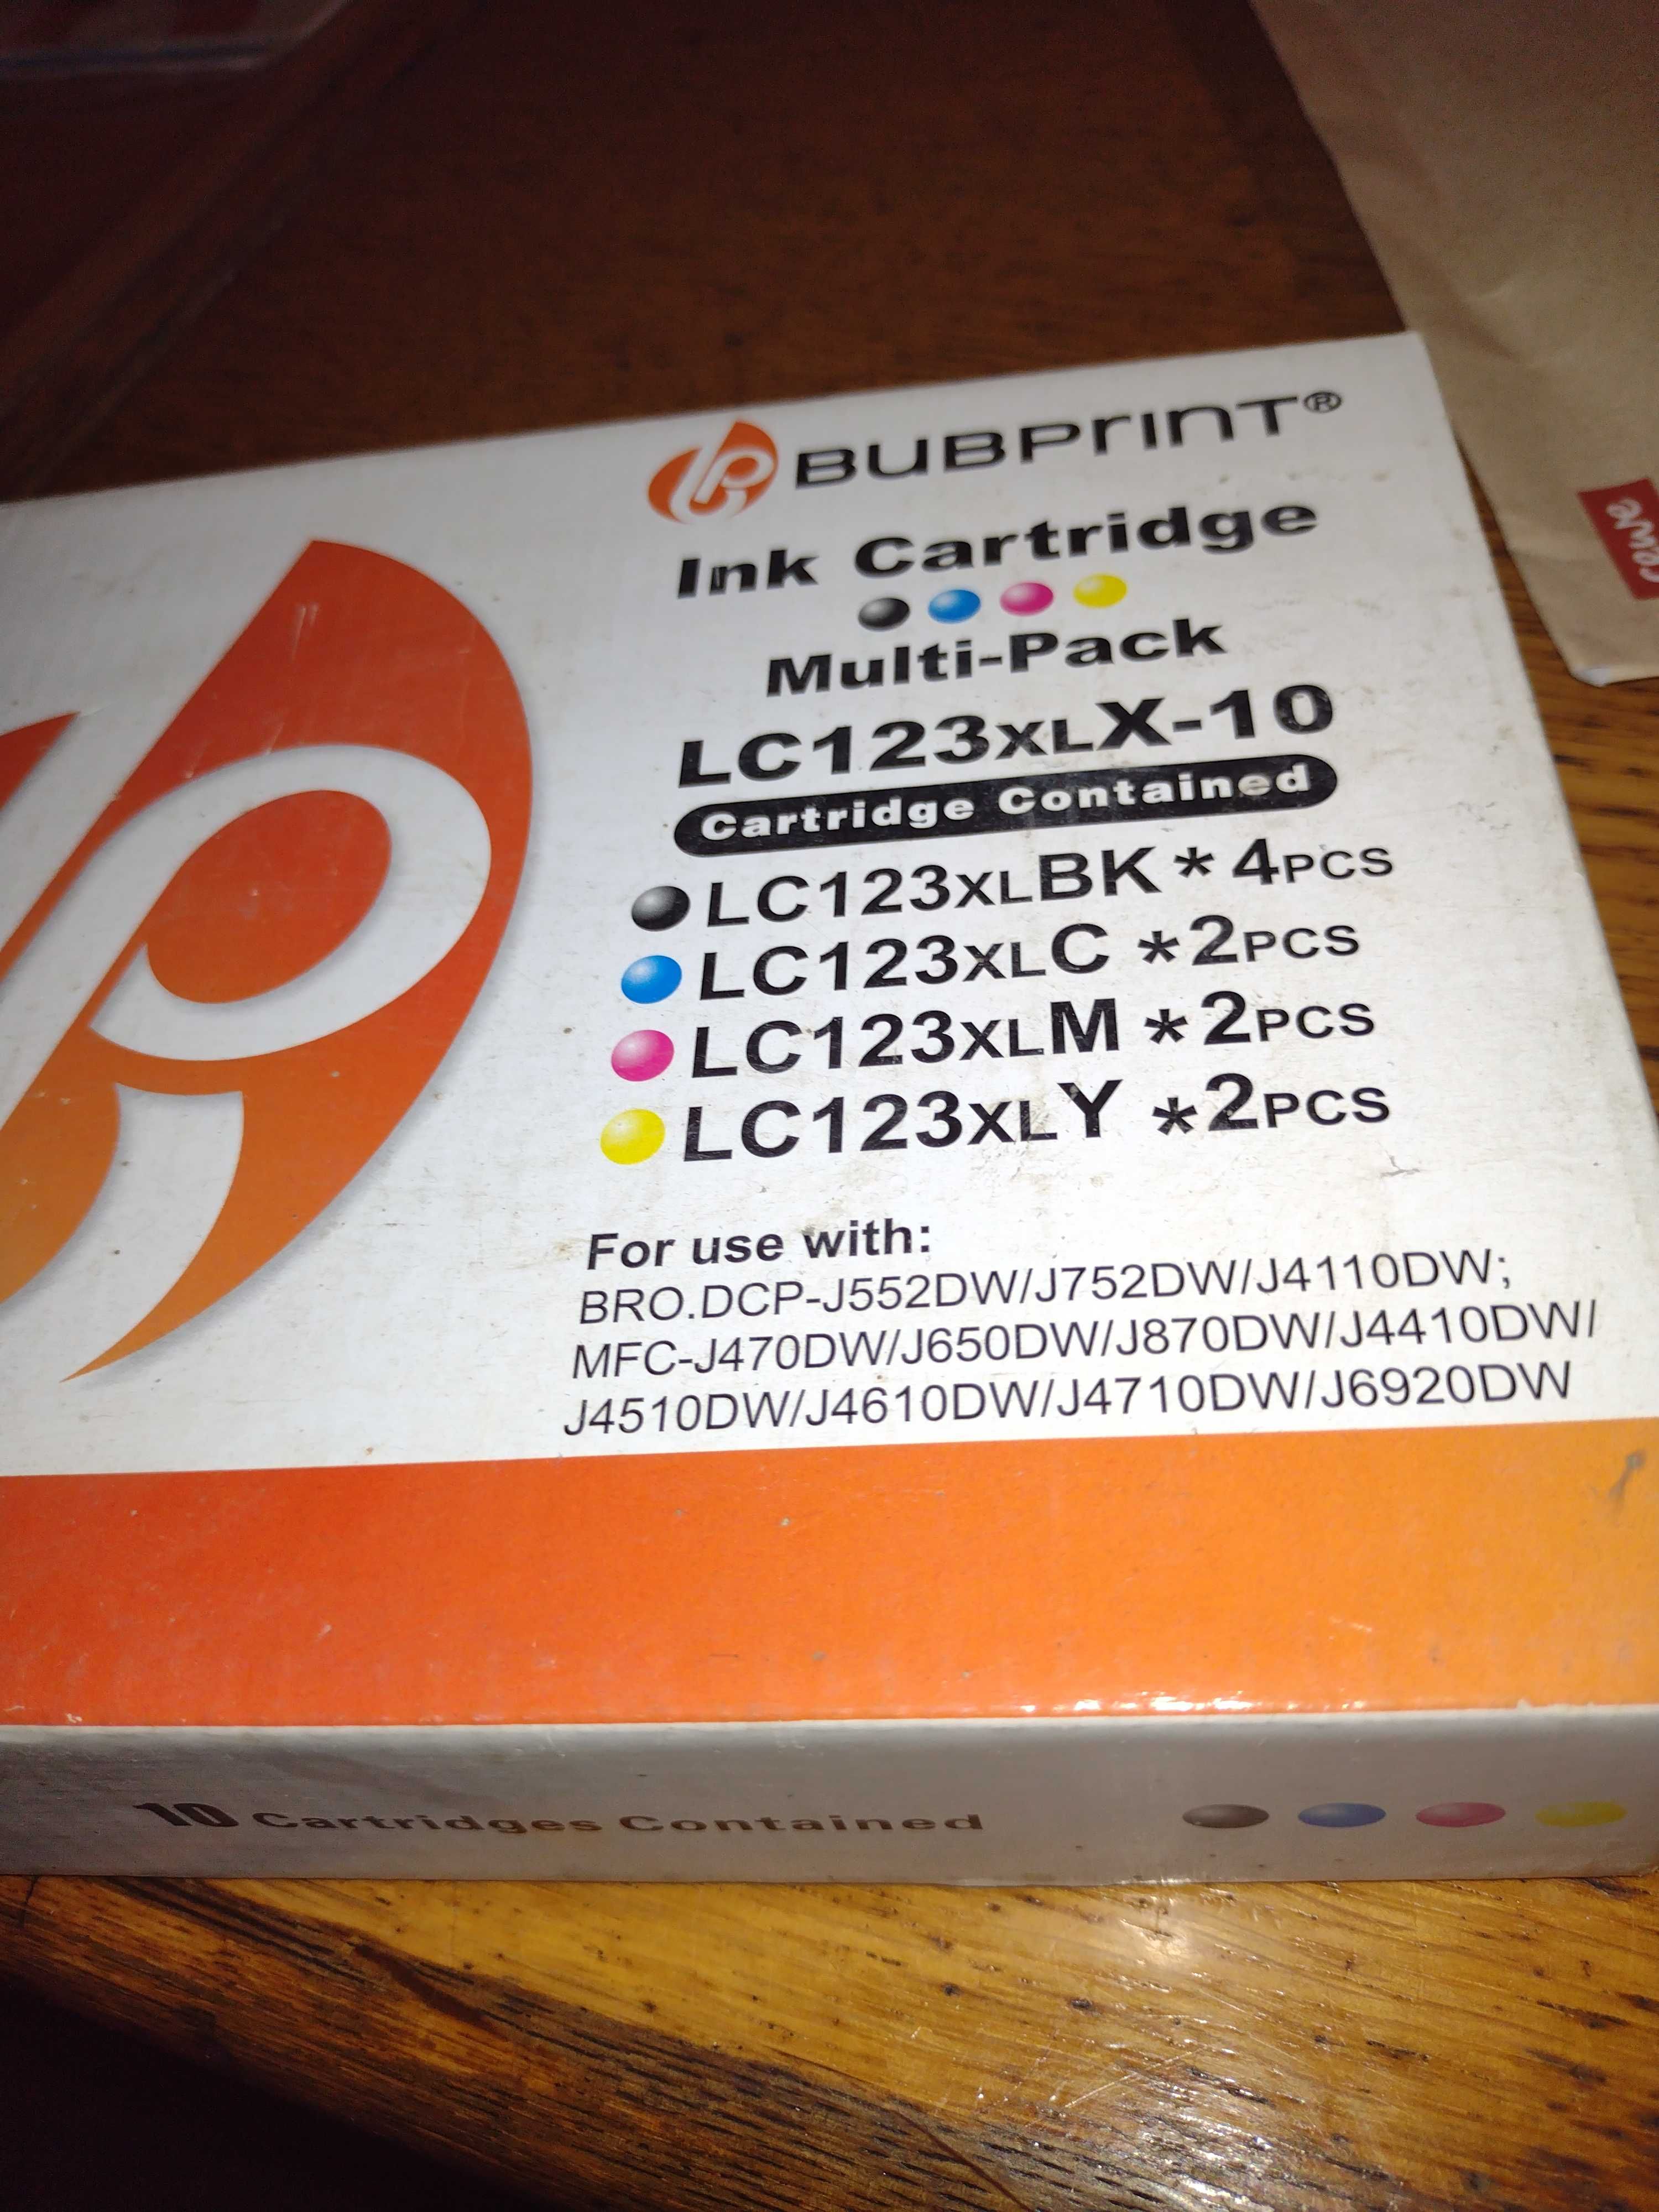 BUBPRINT®
Ink Cartridge
Multi-Pack
LC123XLX-10
Cartridge Contained
LC123XLBK * 4PCS
LC123XLC * 2PCS
LC123XLM * 2PCS
LC123XLY * 2PCS
For use with:
BRO.DCP-J552DW/J752DW/J4110DW;
MFC-J470DW/J650DW/J870DW/J4410DW/
J4510DW/J4610DW/J4710DW/J6920DW
10 Cartridges Contained
cewe